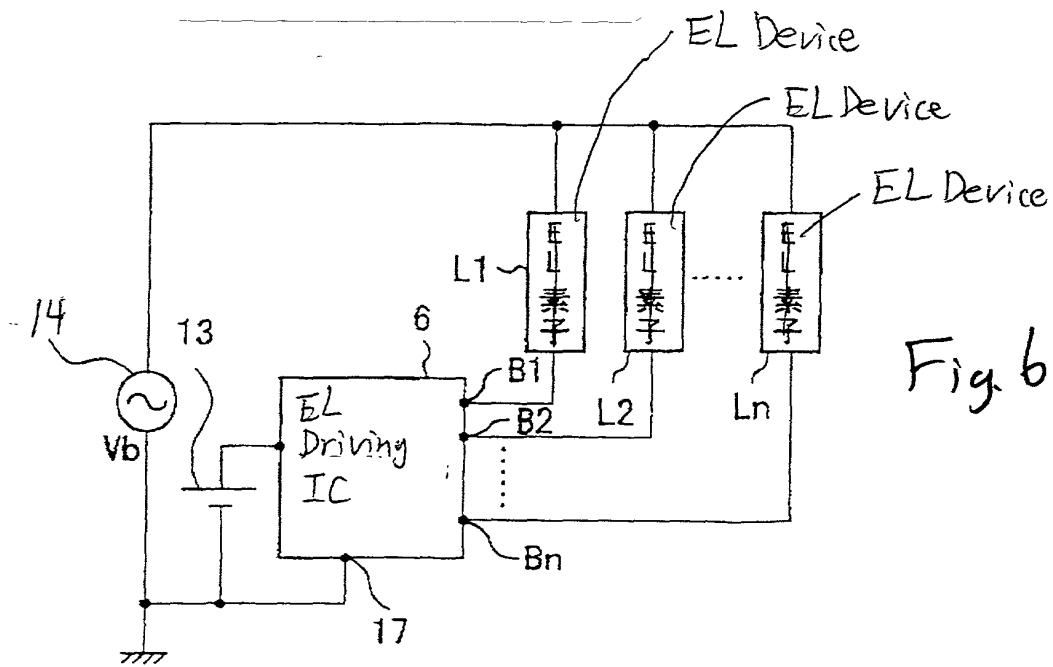 EL Device
EL Device
EL Device
EL素子
EL素子
EL素子
L1
L2
Ln
14
13
6
B1
B2
Bn
Vb
EL
Driving
IC
17
Fig. 6